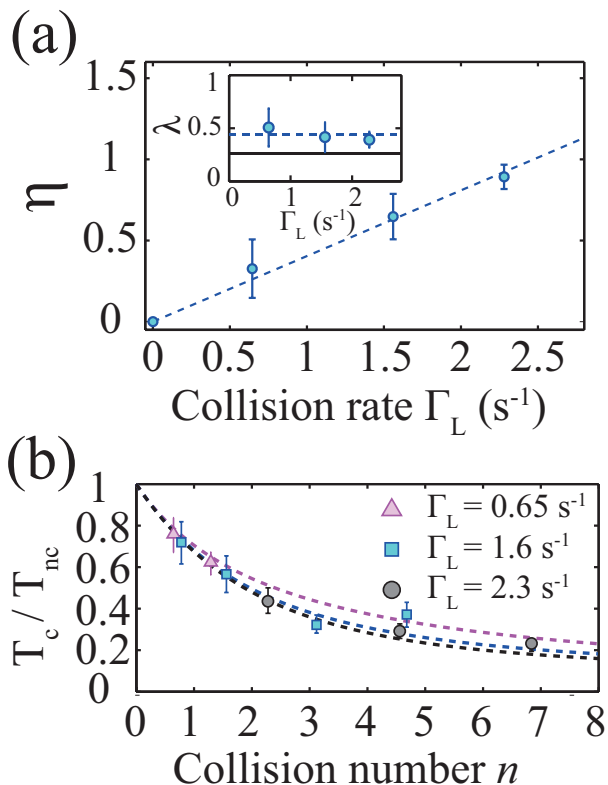 (a)
1.5
1
0.5
0
η
1
0.5
0
λ
0 1 2
Γ_L (s⁻¹)
0 0.5 1 1.5 2 2.5
Collision rate Γ_L (s⁻¹)
(b)
1
0.8
0.6
0.4
0.2
0
T_c / T_nc
Γ_L = 0.65 s⁻¹
Γ_L = 1.6 s⁻¹
Γ_L = 2.3 s⁻¹
0 1 2 3 4 5 6 7 8
Collision number n